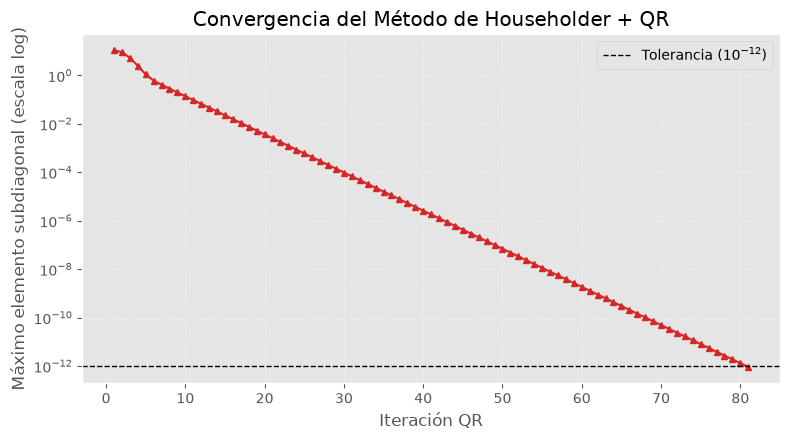 Convergencia del Método de Householder + QR
Máximo elemento subdiagonal (escala log)
Tolerancia (10⁻¹²)
10⁰
10⁻²
10⁻⁴
10⁻⁶
10⁻⁸
10⁻¹⁰
10⁻¹²
0 10 20 30 40 50 60 70 80
Iteración QR